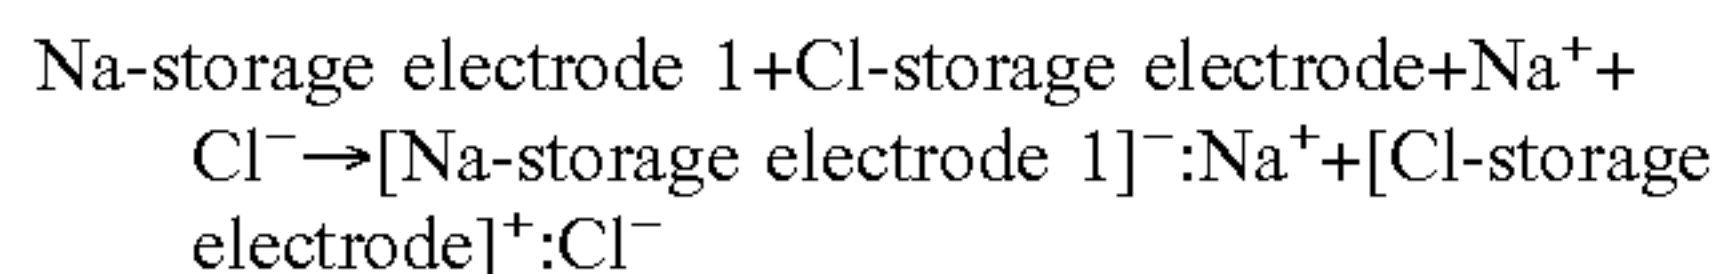 Na-storage electrode 1+Cl-storage electrode+Na⁺+
Cl⁻→[Na-storage electrode 1]⁻:Na⁺+[Cl-storage
electrode]⁺:Cl⁻